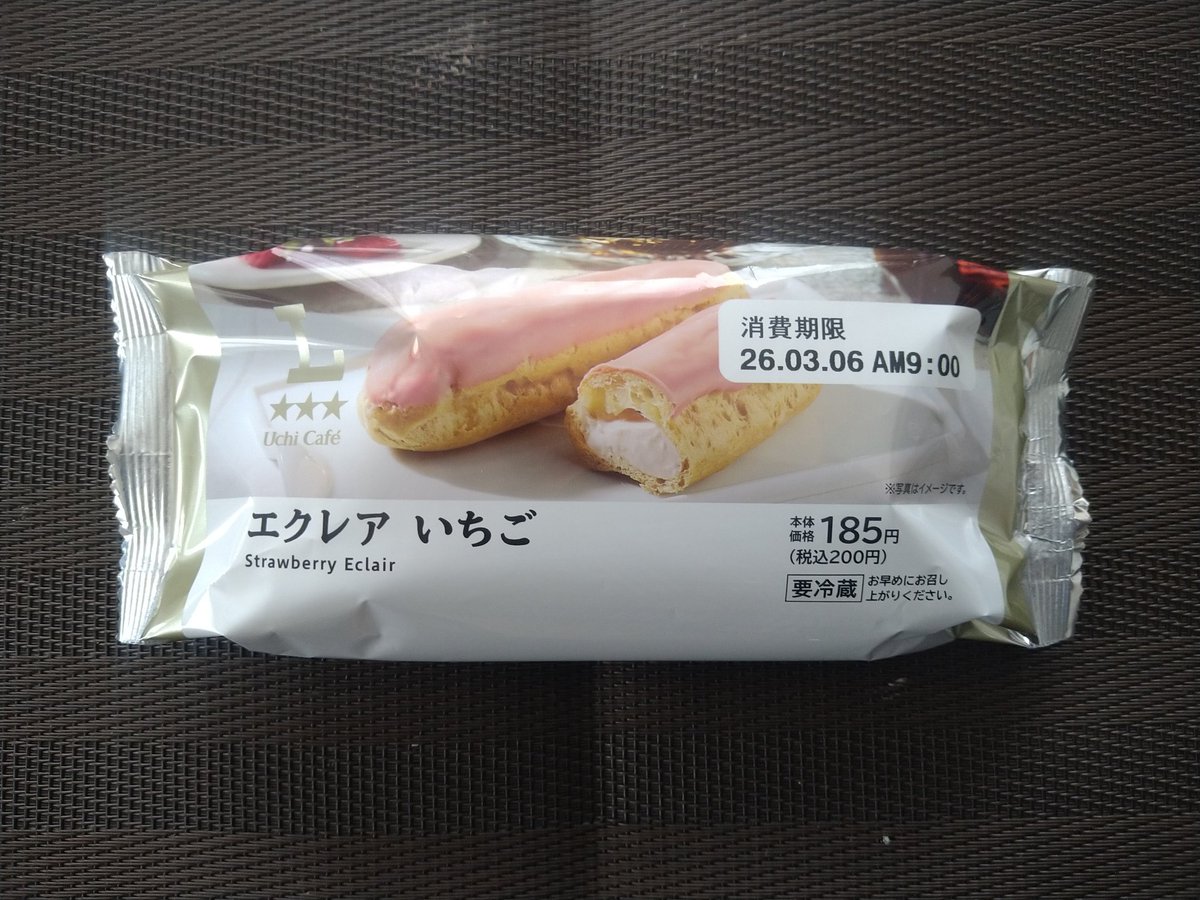 消費期限
26.03.06 AM9:00
L
Uchi Café
※写真はイメージです。
エクレア いちご
Strawberry Eclair
本体価格 185円
(税込200円)
要冷蔵 お早めにお召し
上がりください。